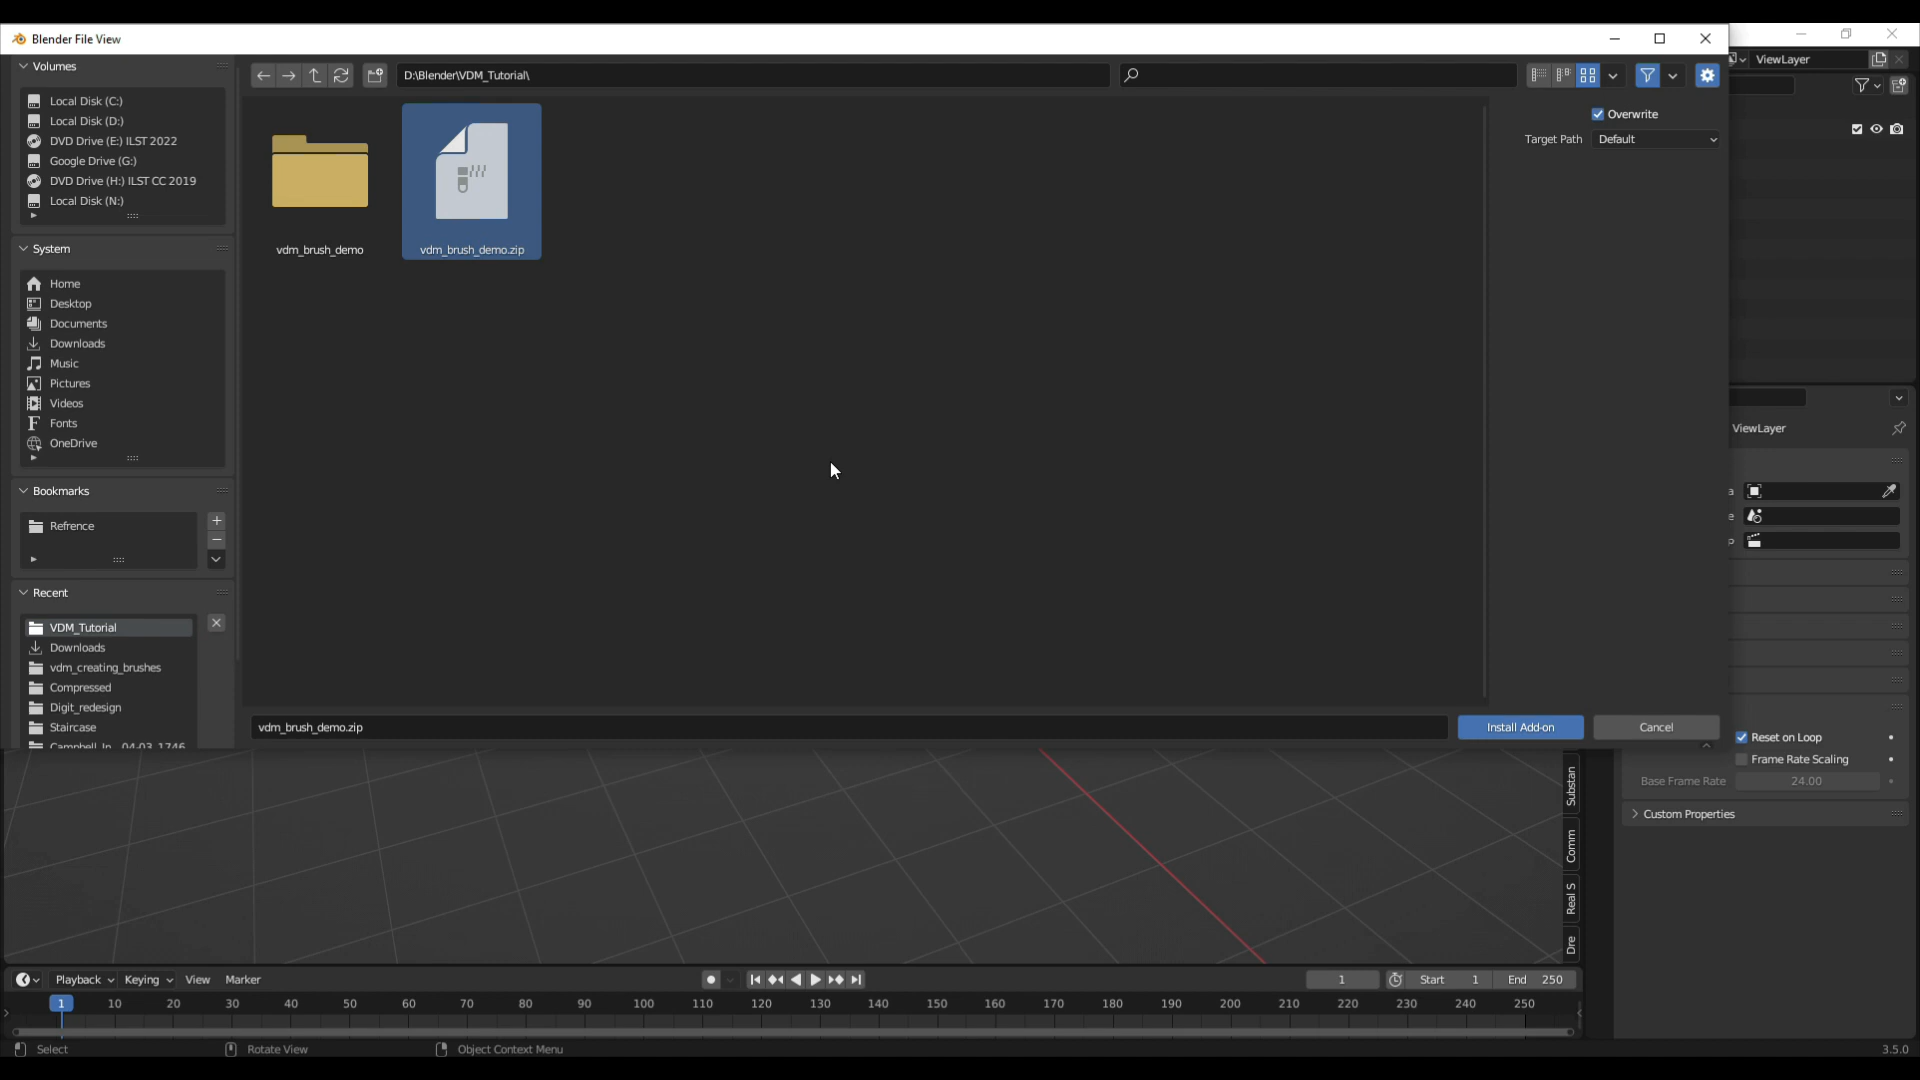 Blender File View
Volumes
Local Disk (C:)
Local Disk (D:)
DVD Drive (E:) ILST 2022
Google Drive (G:)
DVD Drive (H:) ILST CC 2019
Local Disk (N:)
System
Home
Desktop
Documents
Downloads
Music
Pictures
Videos
Fonts
OneDrive
Bookmarks
Refrence
Recent
VDM_Tutorial
Downloads
vdm_creating_brushes
Compressed
Digit_redesign
Staircase
D:\Blender\VDM_Tutorial\
vdm_brush_demo
vdm_brush_demo.zip
Overwrite
Target Path Default
vdm_brush_demo.zip
Install Add-on
Cancel
ViewLayer
ViewLayer
Reset on Loop
Frame Rate Scaling
Base Frame Rate 24.00
Custom Properties
Substan
Comm
Real S
Dre
Playback Keying View Marker
1 Start 1 End 250
1 10 20 30 40 50 60 70 80 90 100 110 120 130 140 150 160 170 180 190 200 210 220 230 240 250
Select Rotate View Object Context Menu
3.5.0